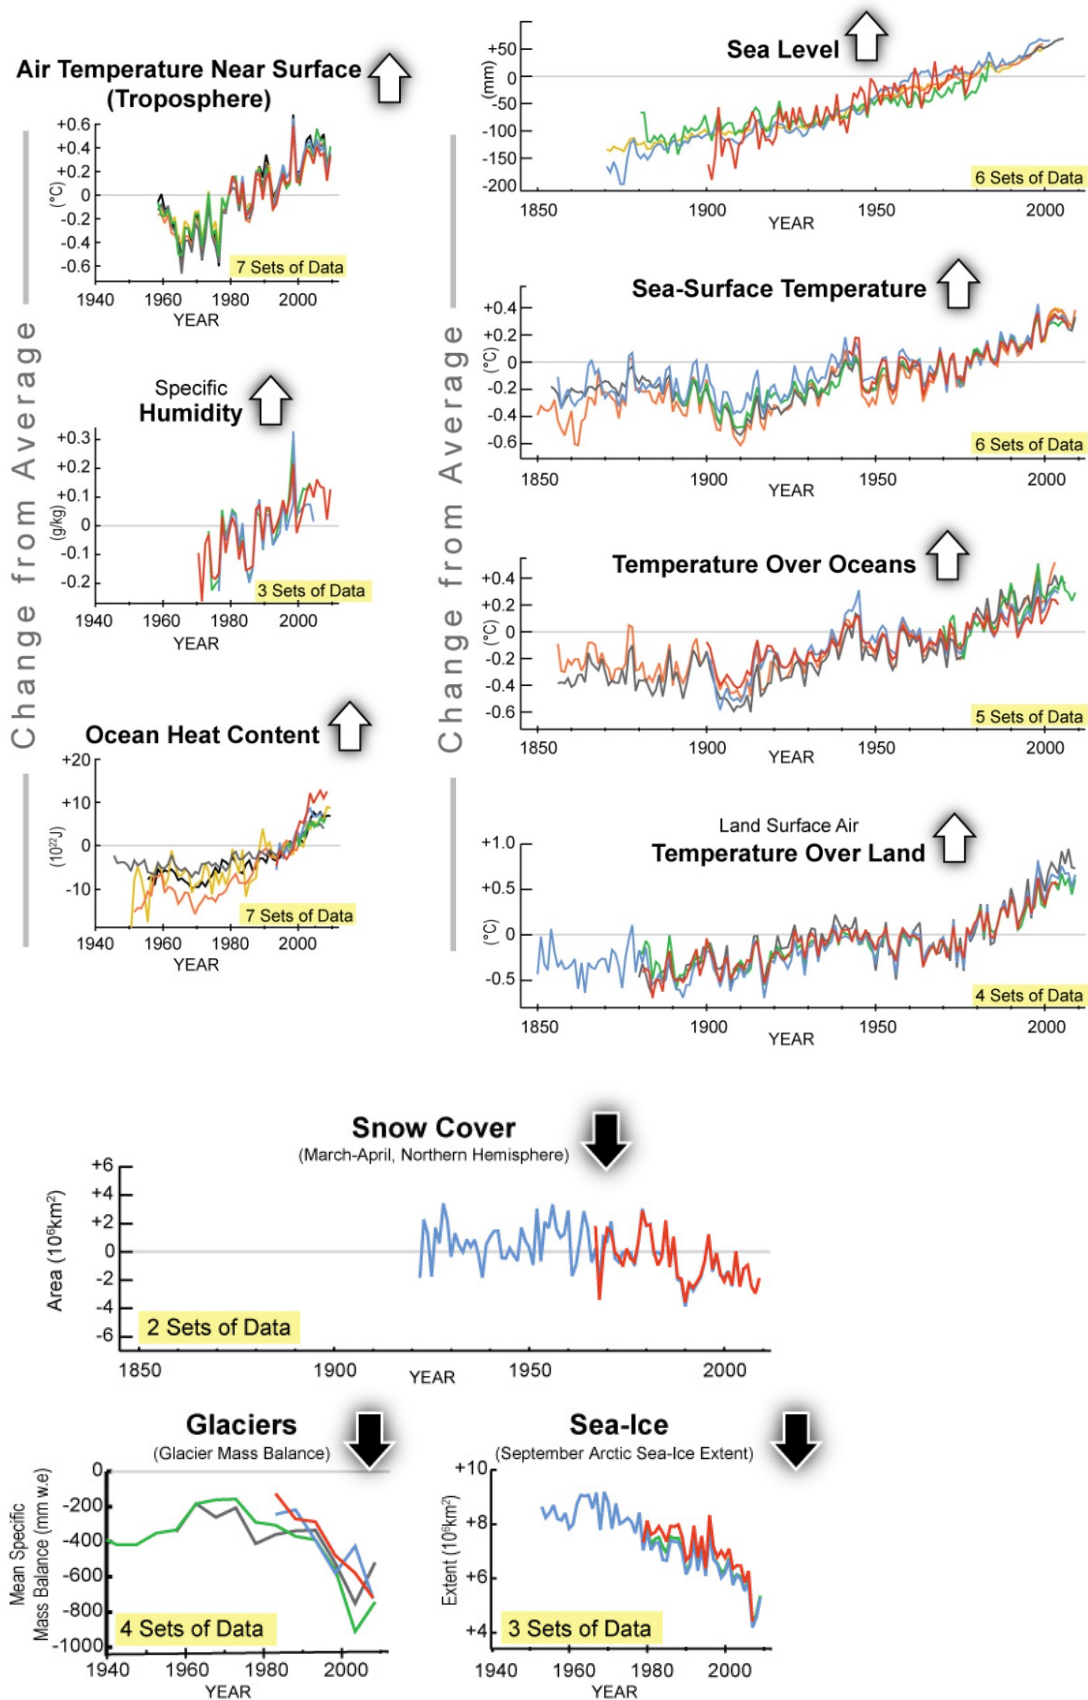 Air Temperature Near Surface
(Troposphere)
+0.6
+0.4
+0.2
0
-0.2
-0.4
-0.6
(°C)
7 Sets of Data
1940 1960 1980 2000
YEAR
Specific
Humidity
+0.3
+0.2
+0.1
0
-0.1
-0.2
(g/kg)
3 Sets of Data
1940 1960 1980 2000
YEAR
Ocean Heat Content
+20
+10
0
-10
(10²²J)
7 Sets of Data
1940 1960 1980 2000
YEAR
Change from Average
Sea Level
+50
0
-50
-100
-150
-200
(mm)
6 Sets of Data
1850 1900 1950 2000
YEAR
Sea-Surface Temperature
+0.4
+0.2
0
-0.2
-0.4
-0.6
(°C)
6 Sets of Data
1850 1900 1950 2000
YEAR
Temperature Over Oceans
+0.4
+0.2
0
-0.2
-0.4
-0.6
(°C)
5 Sets of Data
1850 1900 1950 2000
YEAR
Land Surface Air
Temperature Over Land
+1.0
+0.5
0
-0.5
(°C)
4 Sets of Data
1850 1900 1950 2000
YEAR
Change from Average
Snow Cover
(March-April, Northern Hemisphere)
+6
+4
+2
0
-2
-4
-6
Area (10⁶km²)
2 Sets of Data
1850 1900 1950 2000
YEAR
Glaciers
(Glacier Mass Balance)
0
-200
-400
-600
-800
-1000
Mean Specific
Mass Balance (mm w.e)
4 Sets of Data
1940 1960 1980 2000
YEAR
Sea-Ice
(September Arctic Sea-Ice Extent)
+10
+8
+6
+4
Extent (10⁶km²)
3 Sets of Data
1940 1960 1980 2000
YEAR